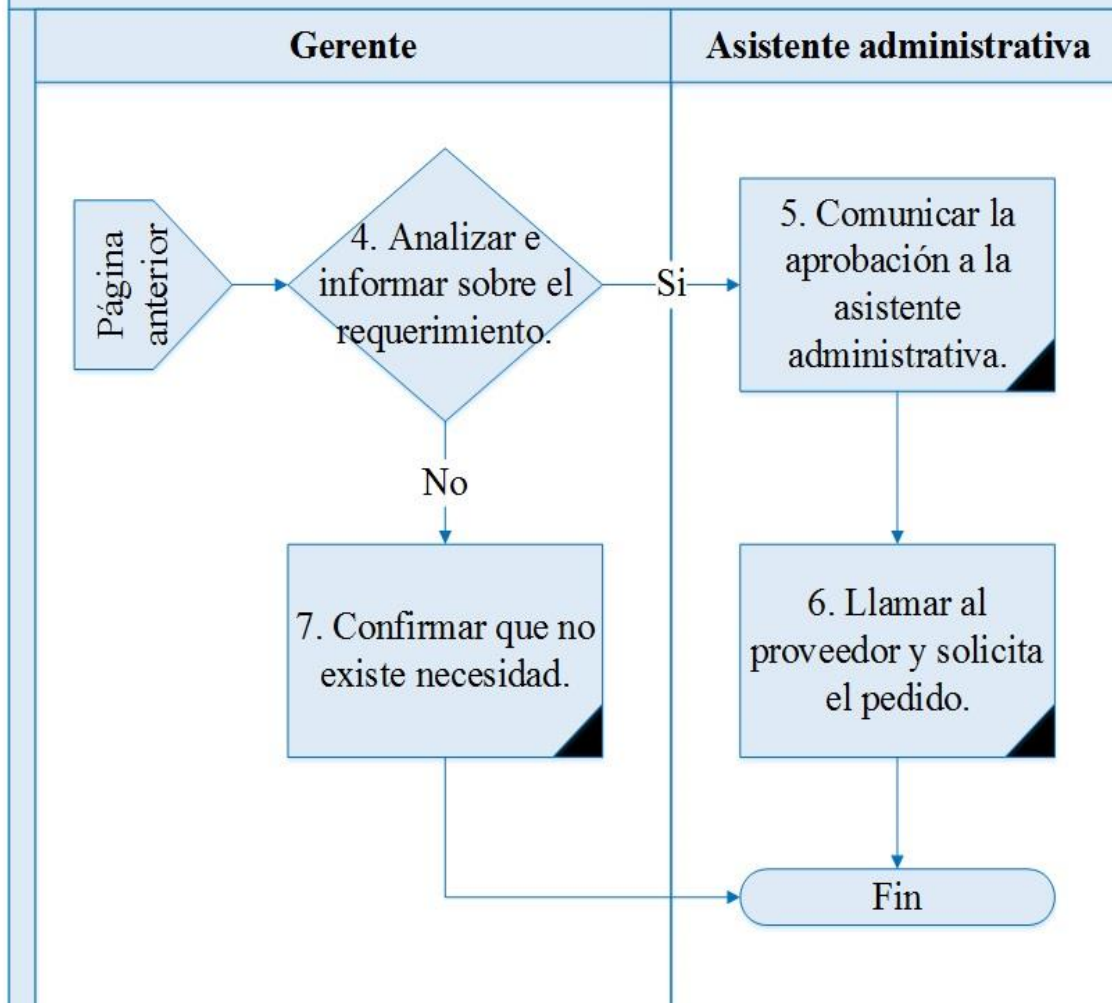 Gerente
Asistente administrativa
Página
anterior
4. Analizar e
informar sobre el
requerimiento.
Si
5. Comunicar la
aprobación a la
asistente
administrativa.
No
7. Confirmar que no
existe necesidad.
6. Llamar al
proveedor y solicita
el pedido.
Fin